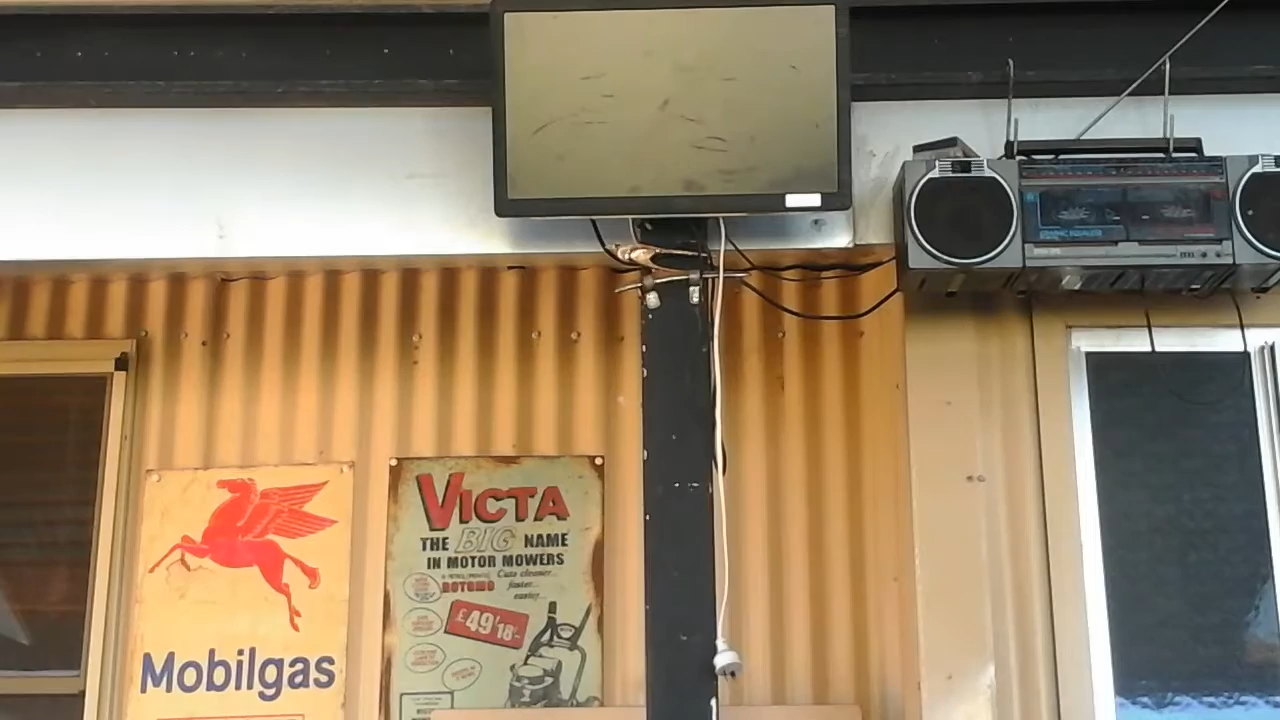 Mobilgas
VICTA
THE BIG NAME
IN MOTOR MOWERS
Cuts cleaner...
ROTOMO faster...
easier...
£49'18'/-